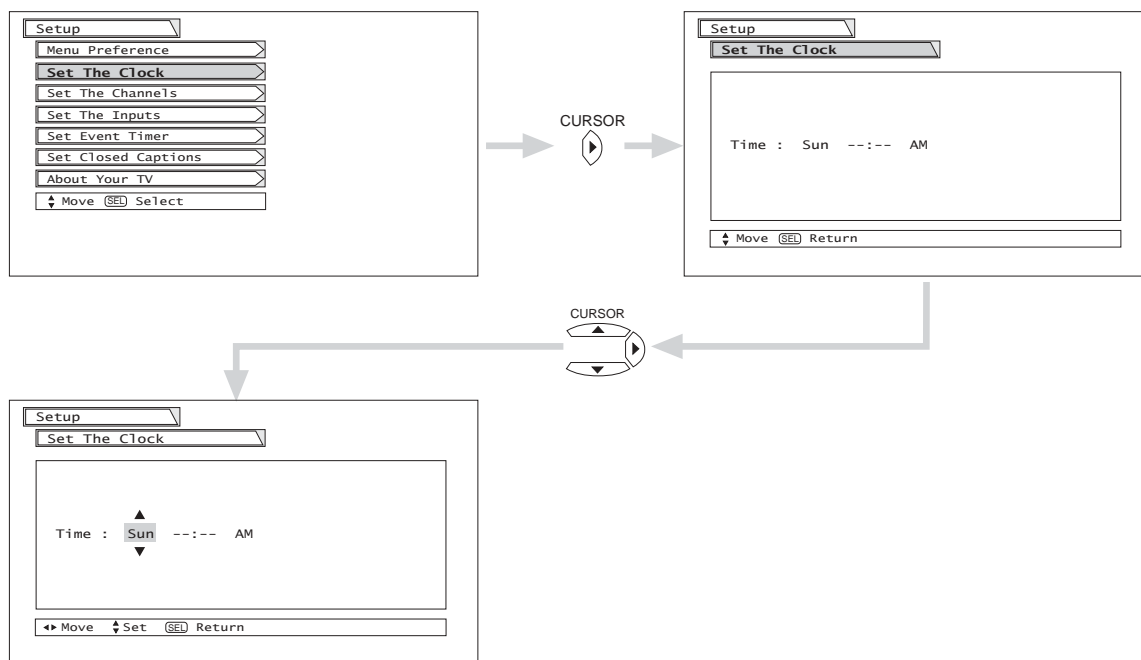 Setup
Menu Preference
Set The Clock
Set The Channels
Set The Inputs
Set Event Timer
Set Closed Captions
About Your TV
Move SEL Select
CURSOR
Setup
Set The Clock
Time : Sun --:-- AM
Move SEL Return
CURSOR
Setup
Set The Clock
Time : Sun --:-- AM
Move Set SEL Return